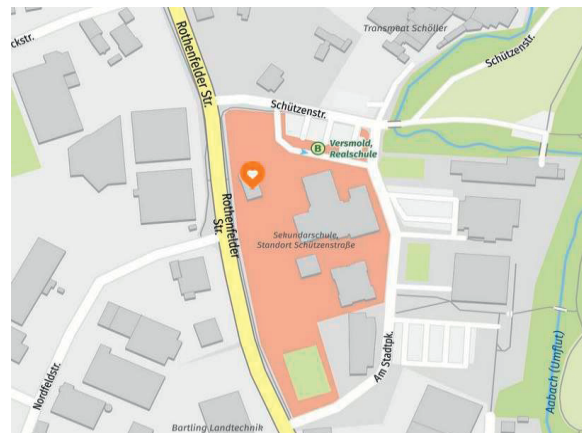 Transmeat Schöller
ckstr.
Rothenfelder Str.
Schützenstr.
Schützenstr.
B
Versmold,
Realschule
Rothenfelder
Str.
Sekundarschule,
Standort Schützenstraße
Nordfeldstr.
Am Stadtpk.
Aabach (Umflut)
Bartling Landtechnik